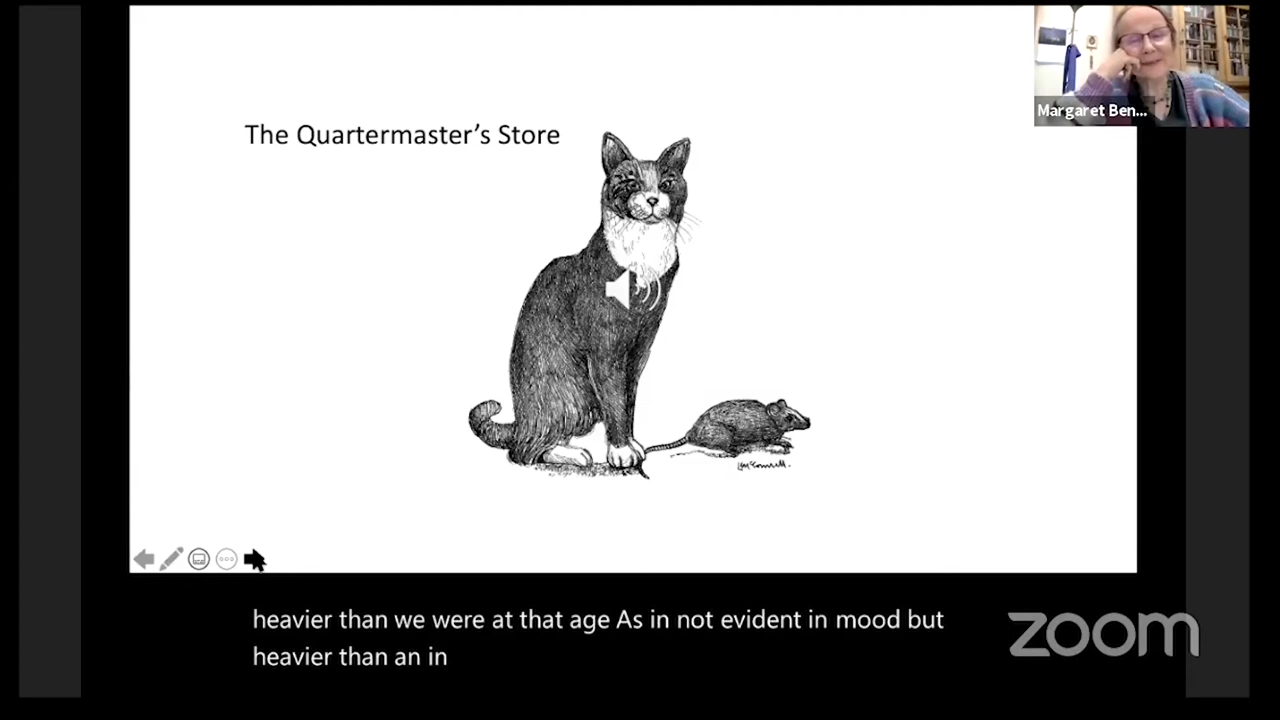 Margaret Ben...
The Quartermaster's Store
heavier than we were at that age As in not evident in mood but
heavier than an in
zoom